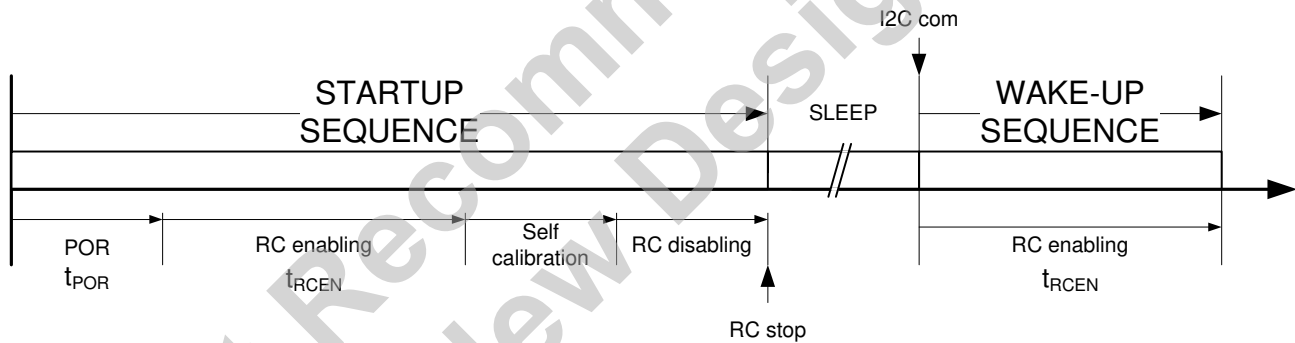 I2C com
STARTUP
SEQUENCE
SLEEP
WAKE-UP
SEQUENCE
POR
tPOR
RC enabling
tRCEN
Self
calibration
RC disabling
RC enabling
tRCEN
RC stop